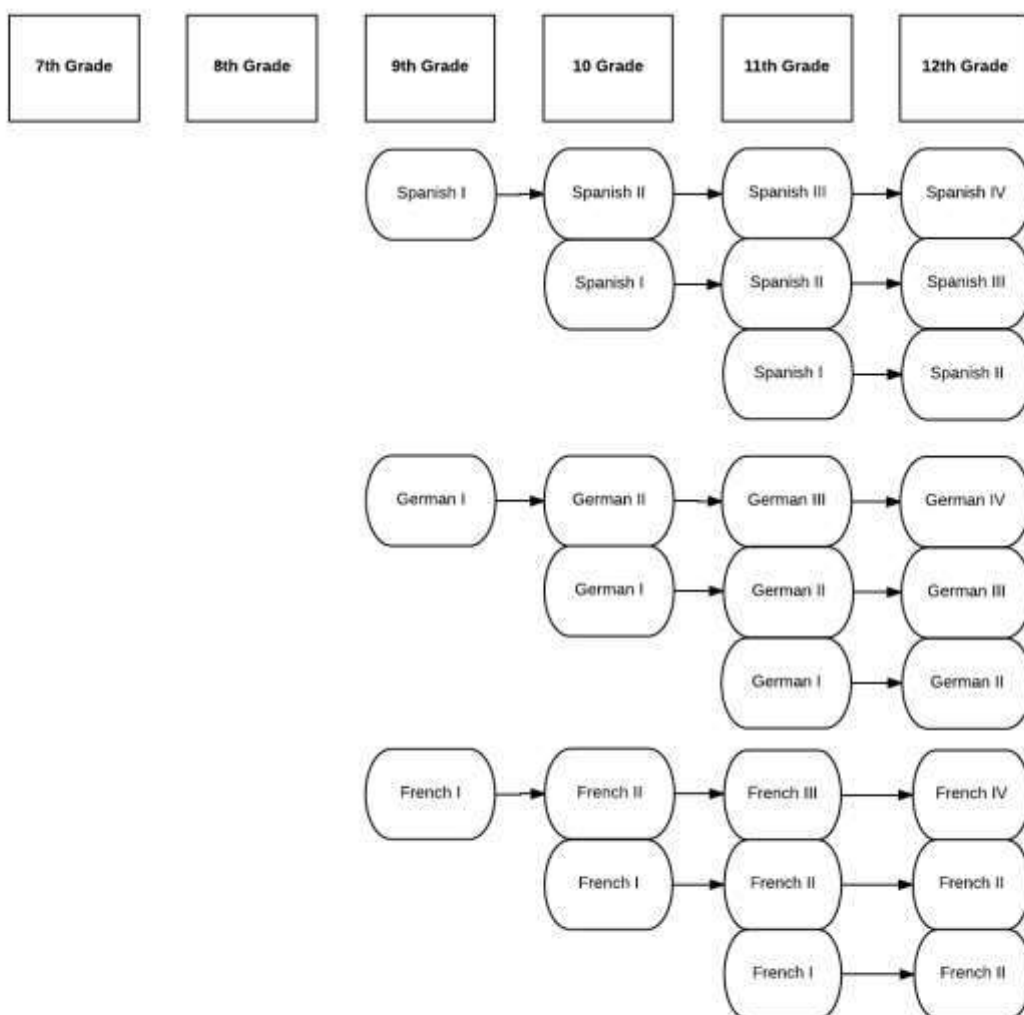 7th Grade 8th Grade 9th Grade 10 Grade 11th Grade 12th Grade
Spanish I Spanish II Spanish III Spanish IV
Spanish I Spanish II Spanish III
Spanish I Spanish II
German I German II German III German IV
German I German II German III
German I German II
French I French II French III French IV
French I French II French II
French I French II